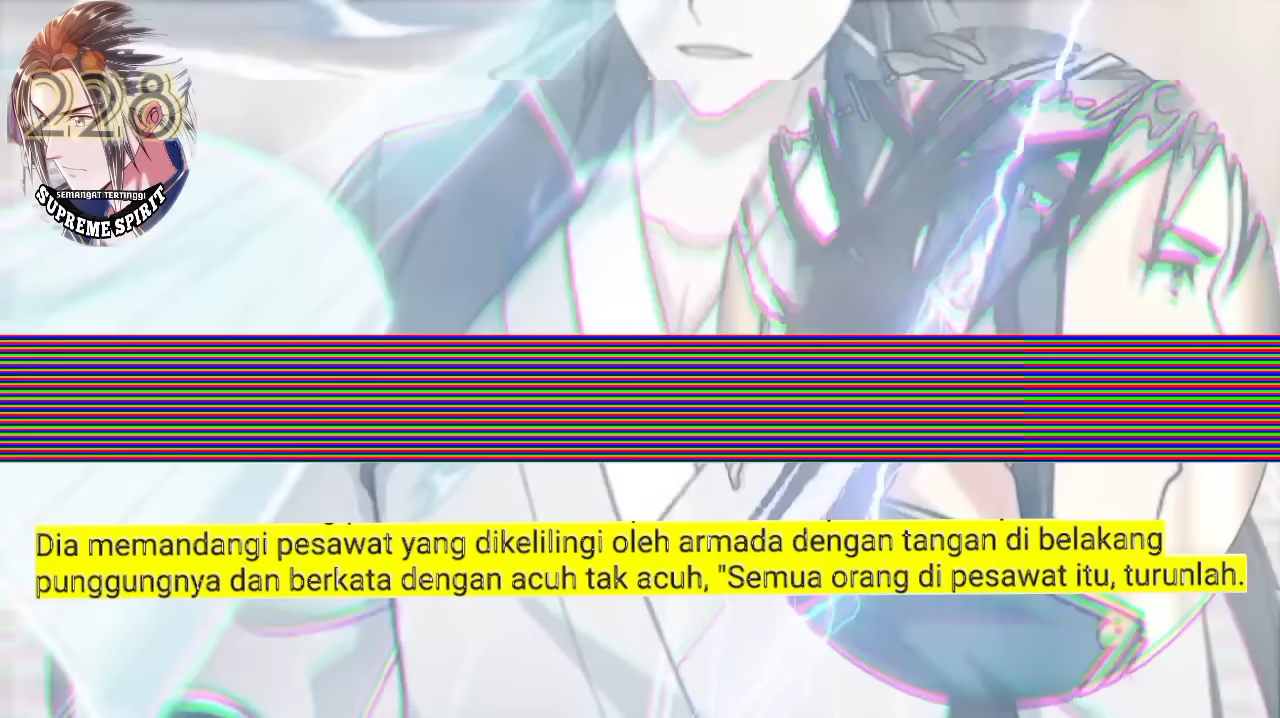 228
SEMANGAT TERTINGGI
SUPREME SPIRIT
Dia memandangi pesawat yang dikelilingi oleh armada dengan tangan di belakang
punggungnya dan berkata dengan acuh tak acuh, "Semua orang di pesawat itu, turunlah.